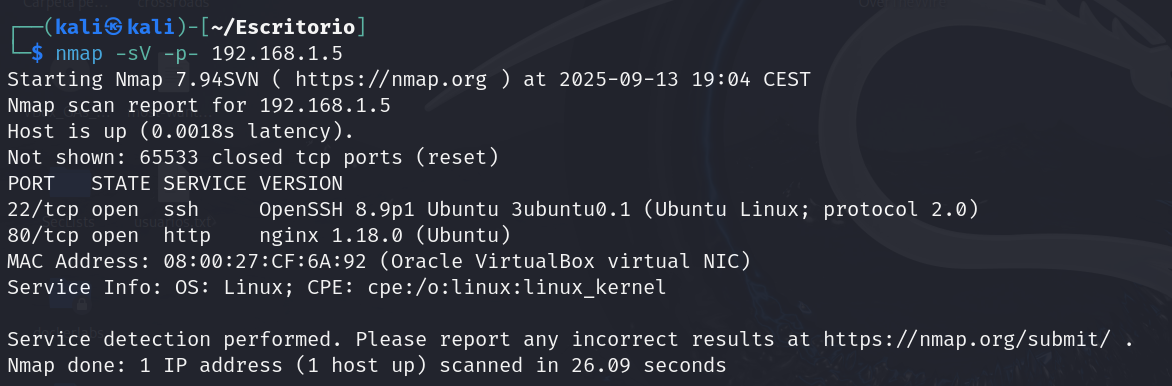 Carpeta pe... crossroads
┌──(kali㉿kali)-[~/Escritorio]
└─$ nmap -sV -p- 192.168.1.5
Starting Nmap 7.94SVN ( https://nmap.org ) at 2025-09-13 19:04 CEST
Nmap scan report for 192.168.1.5
Host is up (0.0018s latency).
Not shown: 65533 closed tcp ports (reset)
PORT   STATE SERVICE VERSION
22/tcp open  ssh     OpenSSH 8.9p1 Ubuntu 3ubuntu0.1 (Ubuntu Linux; protocol 2.0)
80/tcp open  http    nginx 1.18.0 (Ubuntu)
MAC Address: 08:00:27:CF:6A:92 (Oracle VirtualBox virtual NIC)
Service Info: OS: Linux; CPE: cpe:/o:linux:linux_kernel
Service detection performed. Please report any incorrect results at https://nmap.org/submit/ .
Nmap done: 1 IP address (1 host up) scanned in 26.09 seconds